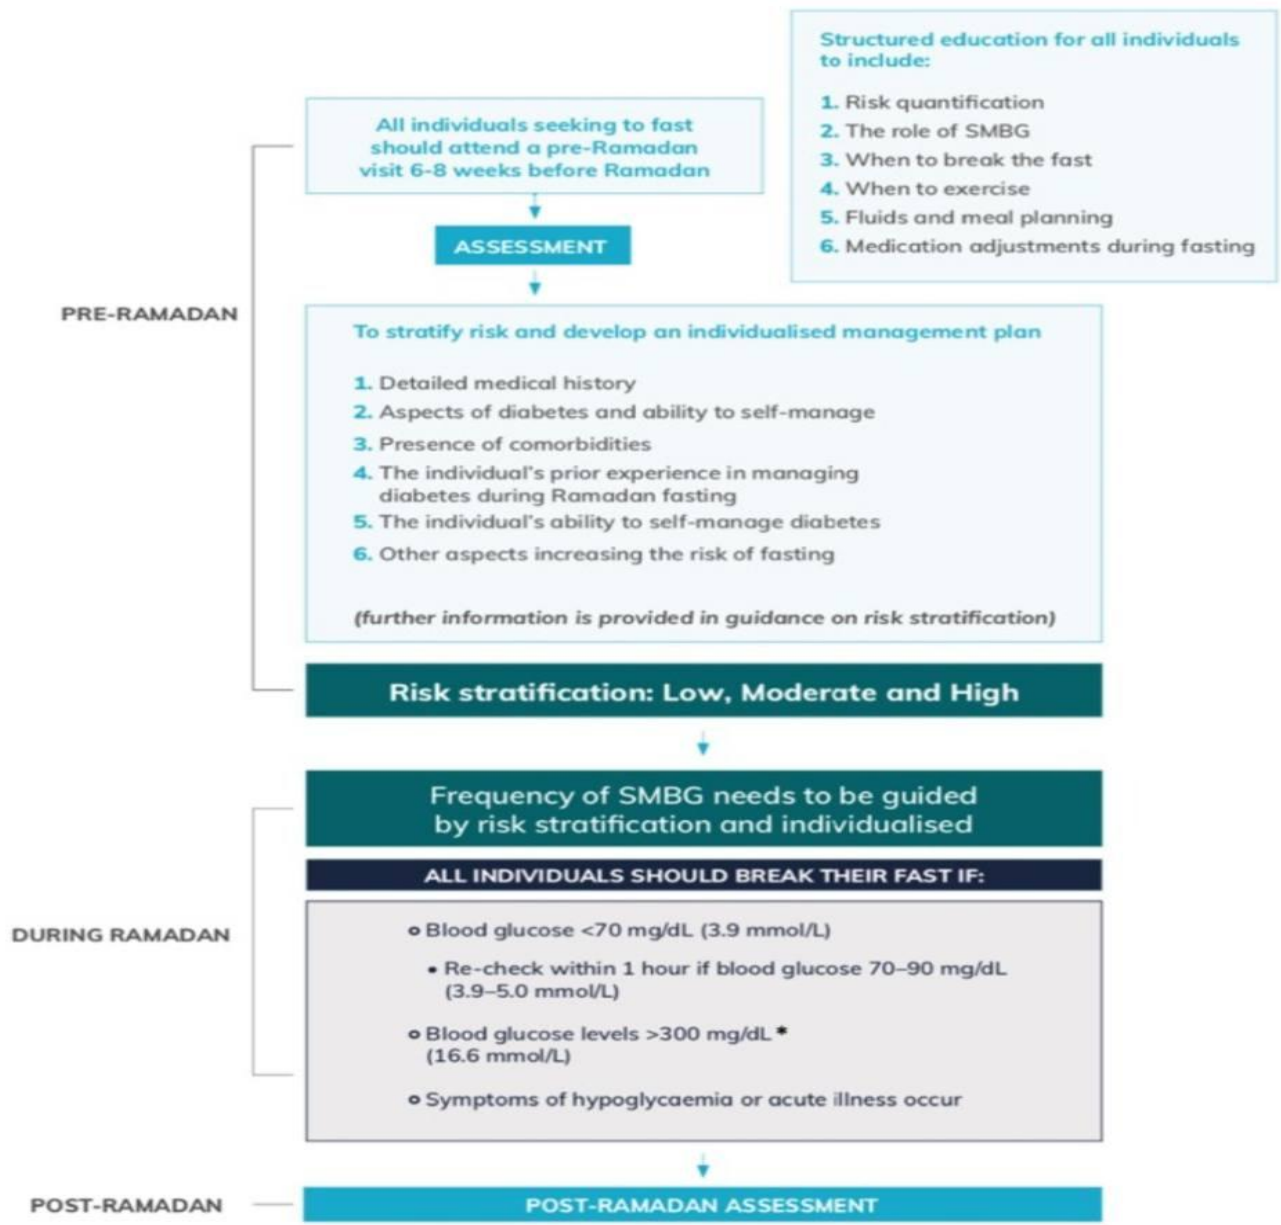 Structured education for all individuals
to include:
1. Risk quantification
2. The role of SMBG
3. When to break the fast
4. When to exercise
5. Fluids and meal planning
6. Medication adjustments during fasting
All individuals seeking to fast
should attend a pre-Ramadan
visit 6-8 weeks before Ramadan
ASSESSMENT
PRE-RAMADAN
To stratify risk and develop an individualised management plan
1. Detailed medical history
2. Aspects of diabetes and ability to self-manage
3. Presence of comorbidities
4. The individual's prior experience in managing
diabetes during Ramadan fasting
5. The individual's ability to self-manage diabetes
6. Other aspects increasing the risk of fasting
(further information is provided in guidance on risk stratification)
Risk stratification: Low, Moderate and High
Frequency of SMBG needs to be guided
by risk stratification and individualised
ALL INDIVIDUALS SHOULD BREAK THEIR FAST IF:
DURING RAMADAN
Blood glucose <70 mg/dL (3.9 mmol/L)
• Re-check within 1 hour if blood glucose 70–90 mg/dL
(3.9–5.0 mmol/L)
Blood glucose levels >300 mg/dL *
(16.6 mmol/L)
Symptoms of hypoglycaemia or acute illness occur
POST-RAMADAN
POST-RAMADAN ASSESSMENT